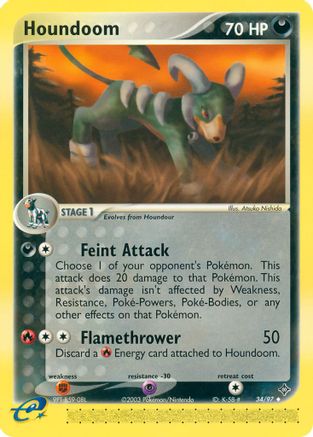 Houndoom 70 HP
Illus. Atsuko Nishida
STAGE 1 Evolves from Houndour
Feint Attack
Choose 1 of your opponent's Pokémon. This
attack does 20 damage to that Pokémon. This
attack's damage isn't affected by Weakness,
Resistance, Poké-Powers, Poké-Bodies, or any
other effects on that Pokémon.
Flamethrower 50
Discard a Energy card attached to Houndoom.
weakness resistance -30 retreat cost
©2003 Pokémon/Nintendo 34/97
e